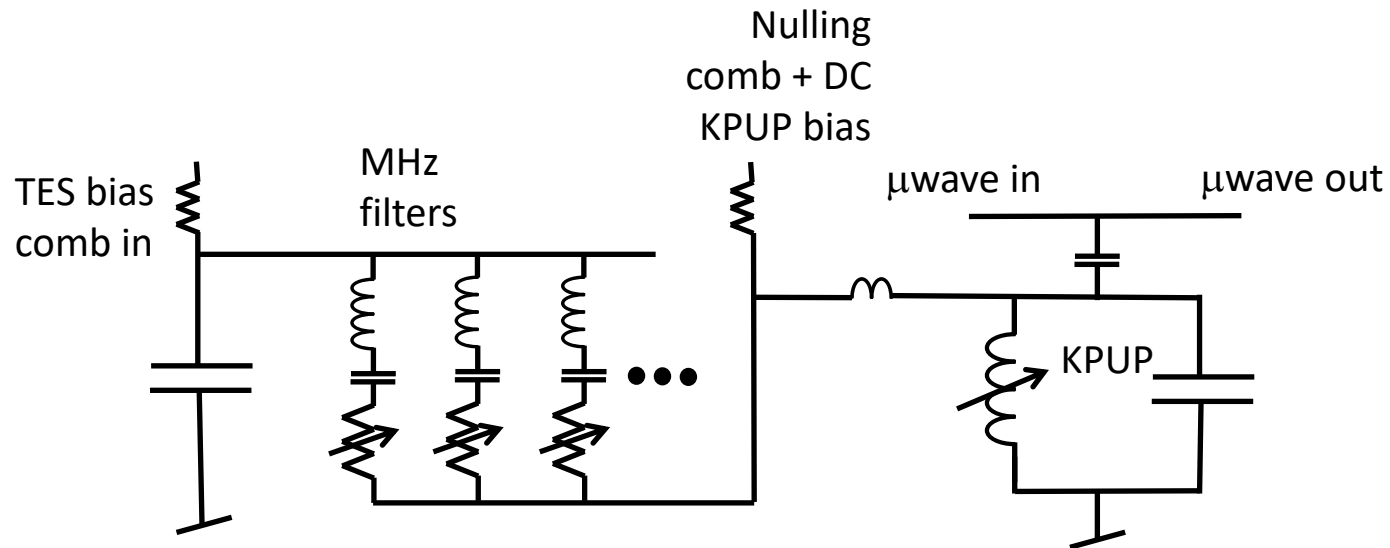 Nulling
comb + DC
KPUP bias
TES bias
comb in
MHz
filters
μwave in
μwave out
KPUP